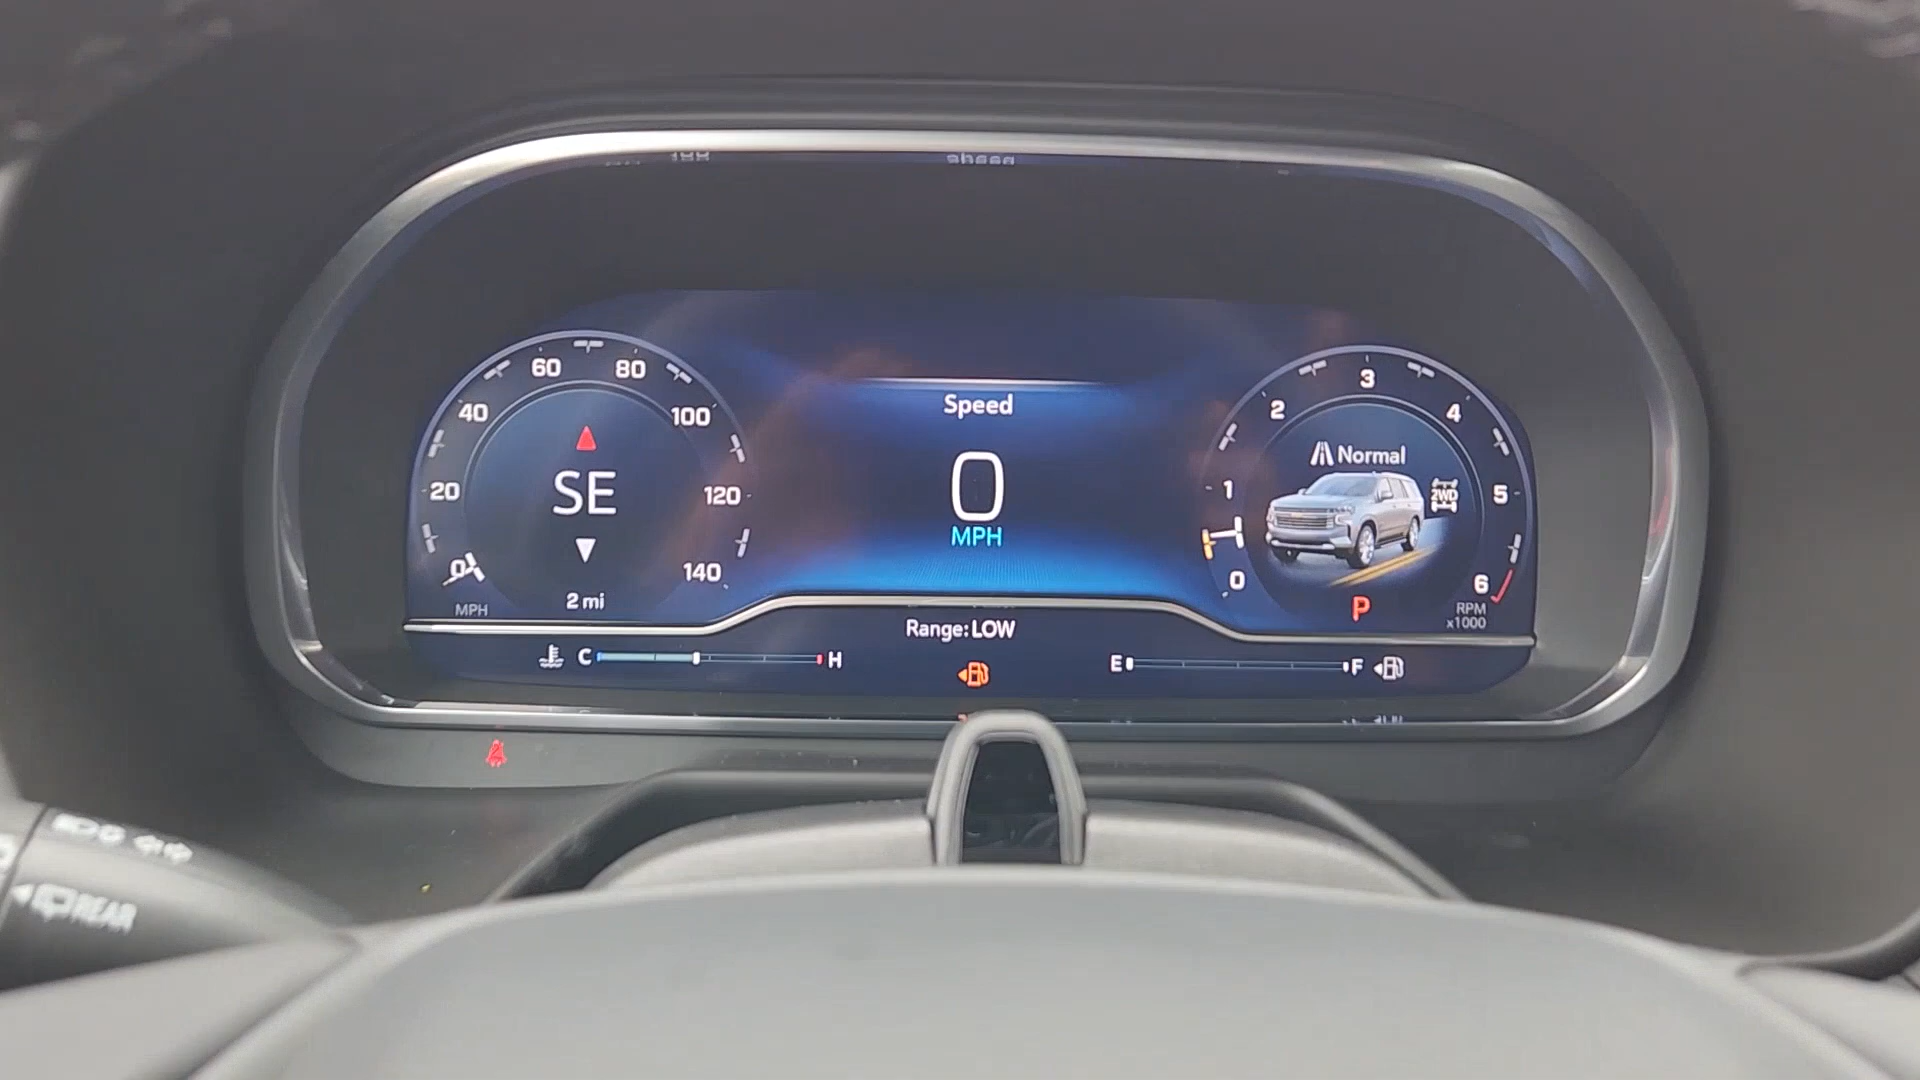 60 80
40 100
20 120
0 140
MPH
SE
2 mi
Speed
0
MPH
Range: LOW
C H
E F
3
2 4
1 5
0 6
Normal
2WD
P
RPM
x1000
REAR